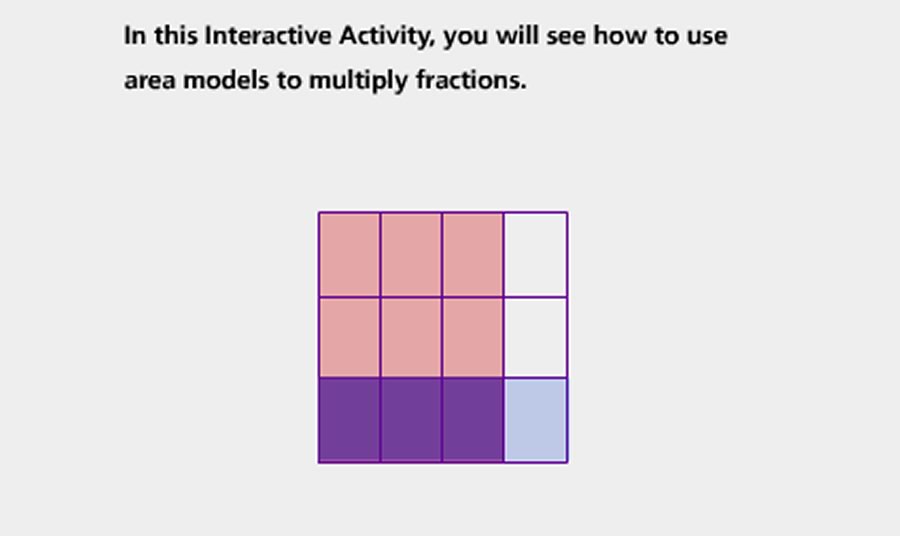 In this Interactive Activity, you will see how to use
area models to multiply fractions.